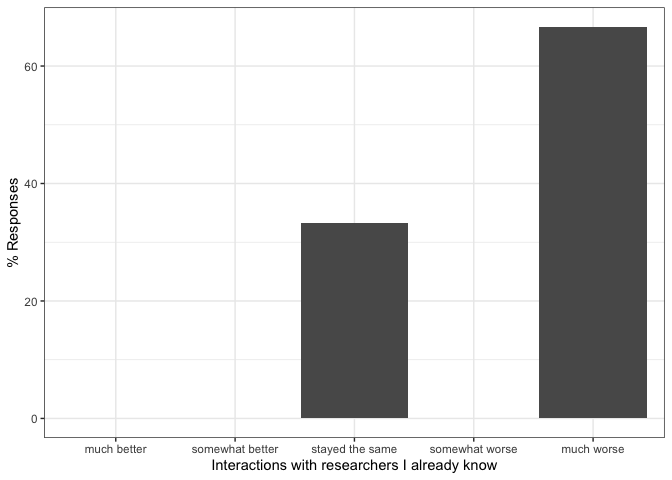 % Responses
60
40
20
0
much better
somewhat better
stayed the same
somewhat worse
much worse
Interactions with researchers I already know